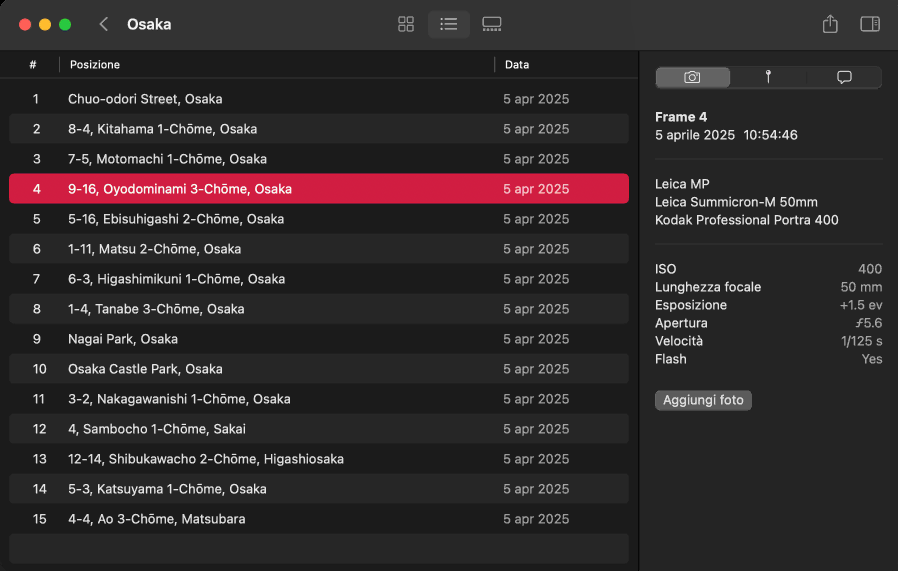 Osaka
# Posizione Data
1 Chuo-odori Street, Osaka 5 apr 2025
2 8-4, Kitahama 1-Chōme, Osaka 5 apr 2025
3 7-5, Motomachi 1-Chōme, Osaka 5 apr 2025
4 9-16, Oyodominami 3-Chōme, Osaka 5 apr 2025
5 5-16, Ebisuhigashi 2-Chōme, Osaka 5 apr 2025
6 1-11, Matsu 2-Chōme, Osaka 5 apr 2025
7 6-3, Higashimikuni 1-Chōme, Osaka 5 apr 2025
8 1-4, Tanabe 3-Chōme, Osaka 5 apr 2025
9 Nagai Park, Osaka 5 apr 2025
10 Osaka Castle Park, Osaka 5 apr 2025
11 3-2, Nakagawanishi 1-Chōme, Osaka 5 apr 2025
12 4, Sambocho 1-Chōme, Sakai 5 apr 2025
13 12-14, Shibukawacho 2-Chōme, Higashiosaka 5 apr 2025
14 5-3, Katsuyama 1-Chōme, Osaka 5 apr 2025
15 4-4, Ao 3-Chōme, Matsubara 5 apr 2025
Frame 4
5 aprile 2025 10:54:46
Leica MP
Leica Summicron-M 50mm
Kodak Professional Portra 400
ISO 400
Lunghezza focale 50 mm
Esposizione +1.5 ev
Apertura ƒ5.6
Velocità 1/125 s
Flash Yes
Aggiungi foto